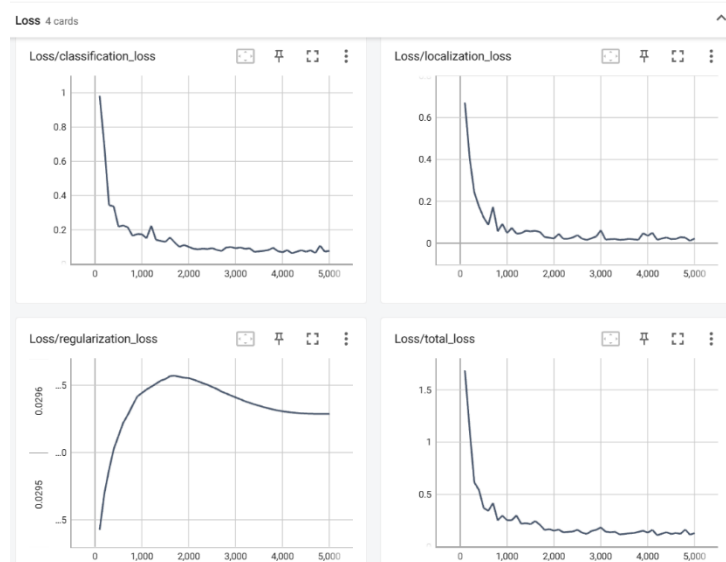 Loss 4 cards
Loss/classification_loss
1
0.8
0.6
0.4
0.2
0 1,000 2,000 3,000 4,000 5,000
Loss/localization_loss
0.6
0.4
0.2
0
0 1,000 2,000 3,000 4,000 5,000
Loss/regularization_loss
0.0296
0.0295
...5
...0
...5
0 1,000 2,000 3,000 4,000 5,000
Loss/total_loss
1.5
1
0.5
0 1,000 2,000 3,000 4,000 5,000